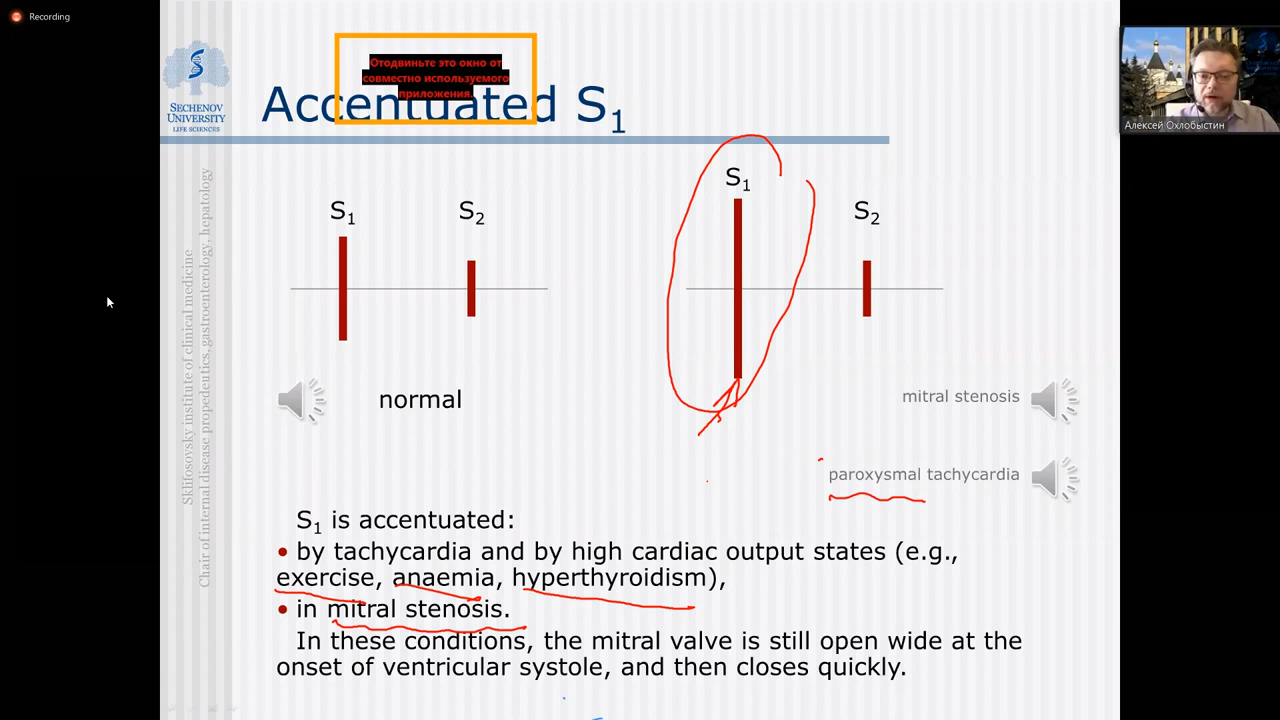 Recording
Отодвиньте это окно от
совместно используемого
приложения.
SECHENOV
UNIVERSITY
LIFE SCIENCES
Accentuated S₁
Алексей Охлобыстин
Sklifosovsky institute of clinical medicine
Chair of internal disease propedeutics, gastroenterology, hepatology
S₁ S₂
S₁
S₂
normal
mitral stenosis
paroxysmal tachycardia
S₁ is accentuated:
• by tachycardia and by high cardiac output states (e.g.,
exercise, anaemia, hyperthyroidism),
• in mitral stenosis.
In these conditions, the mitral valve is still open wide at the
onset of ventricular systole, and then closes quickly.